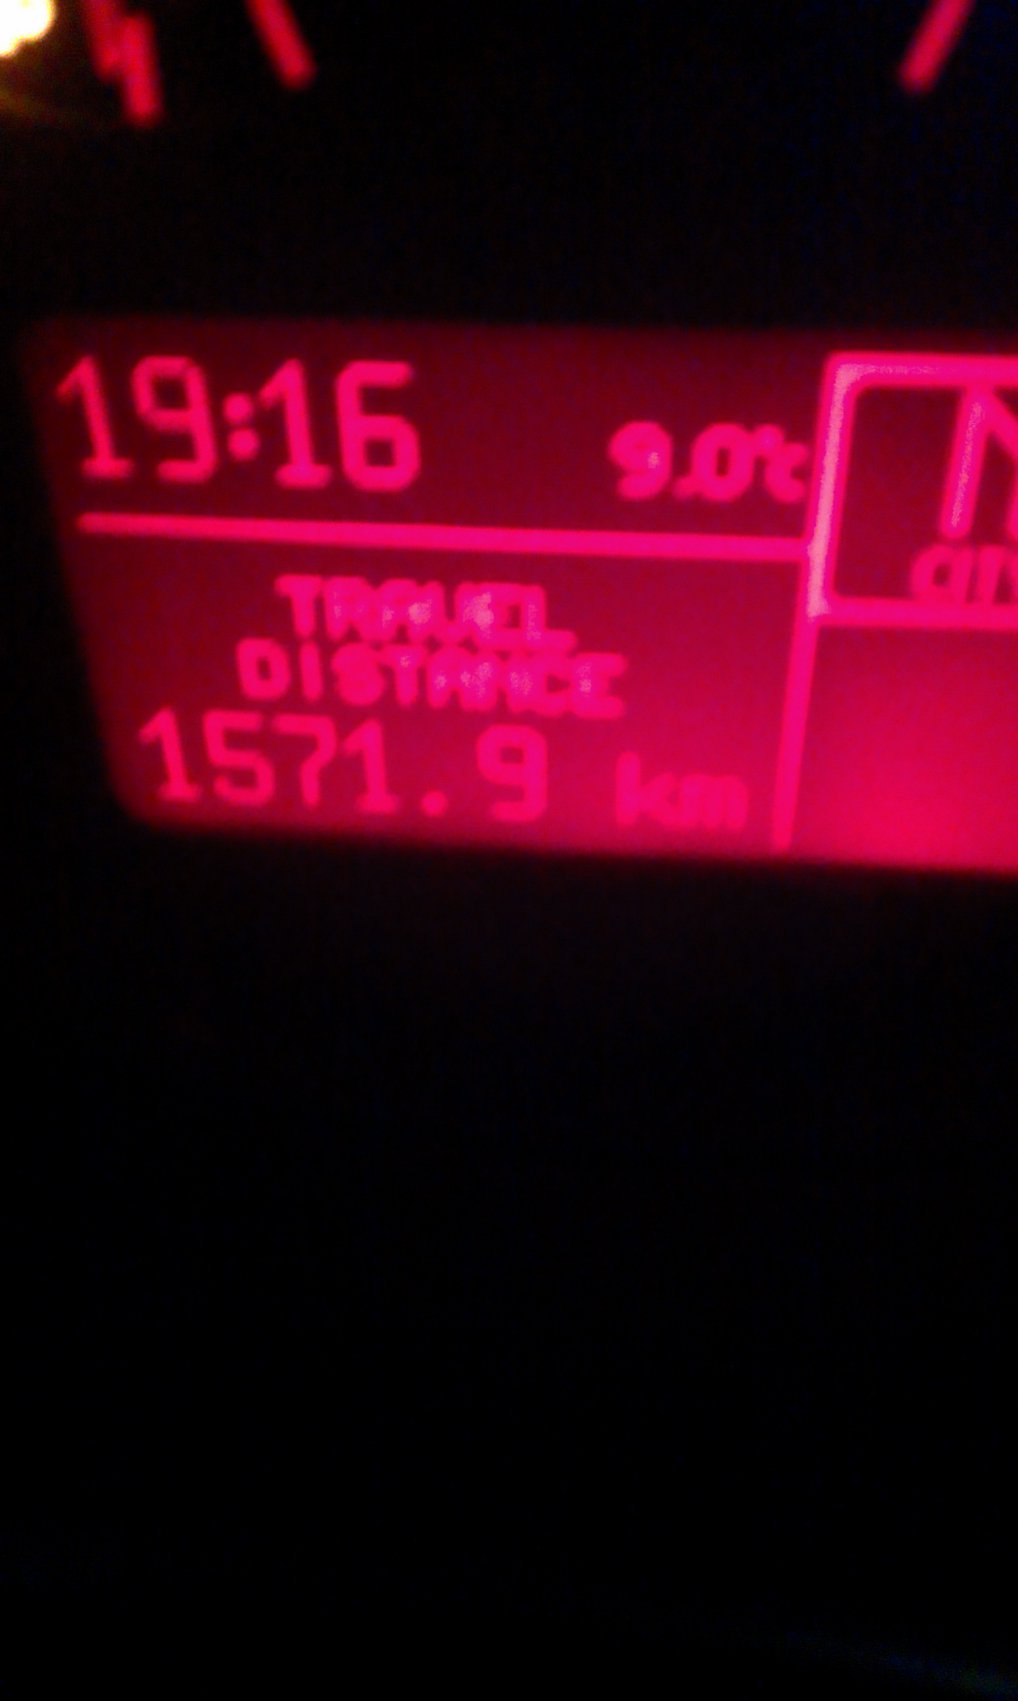 19:16 9.0°c
TRAVEL
DISTANCE
1571.9 km